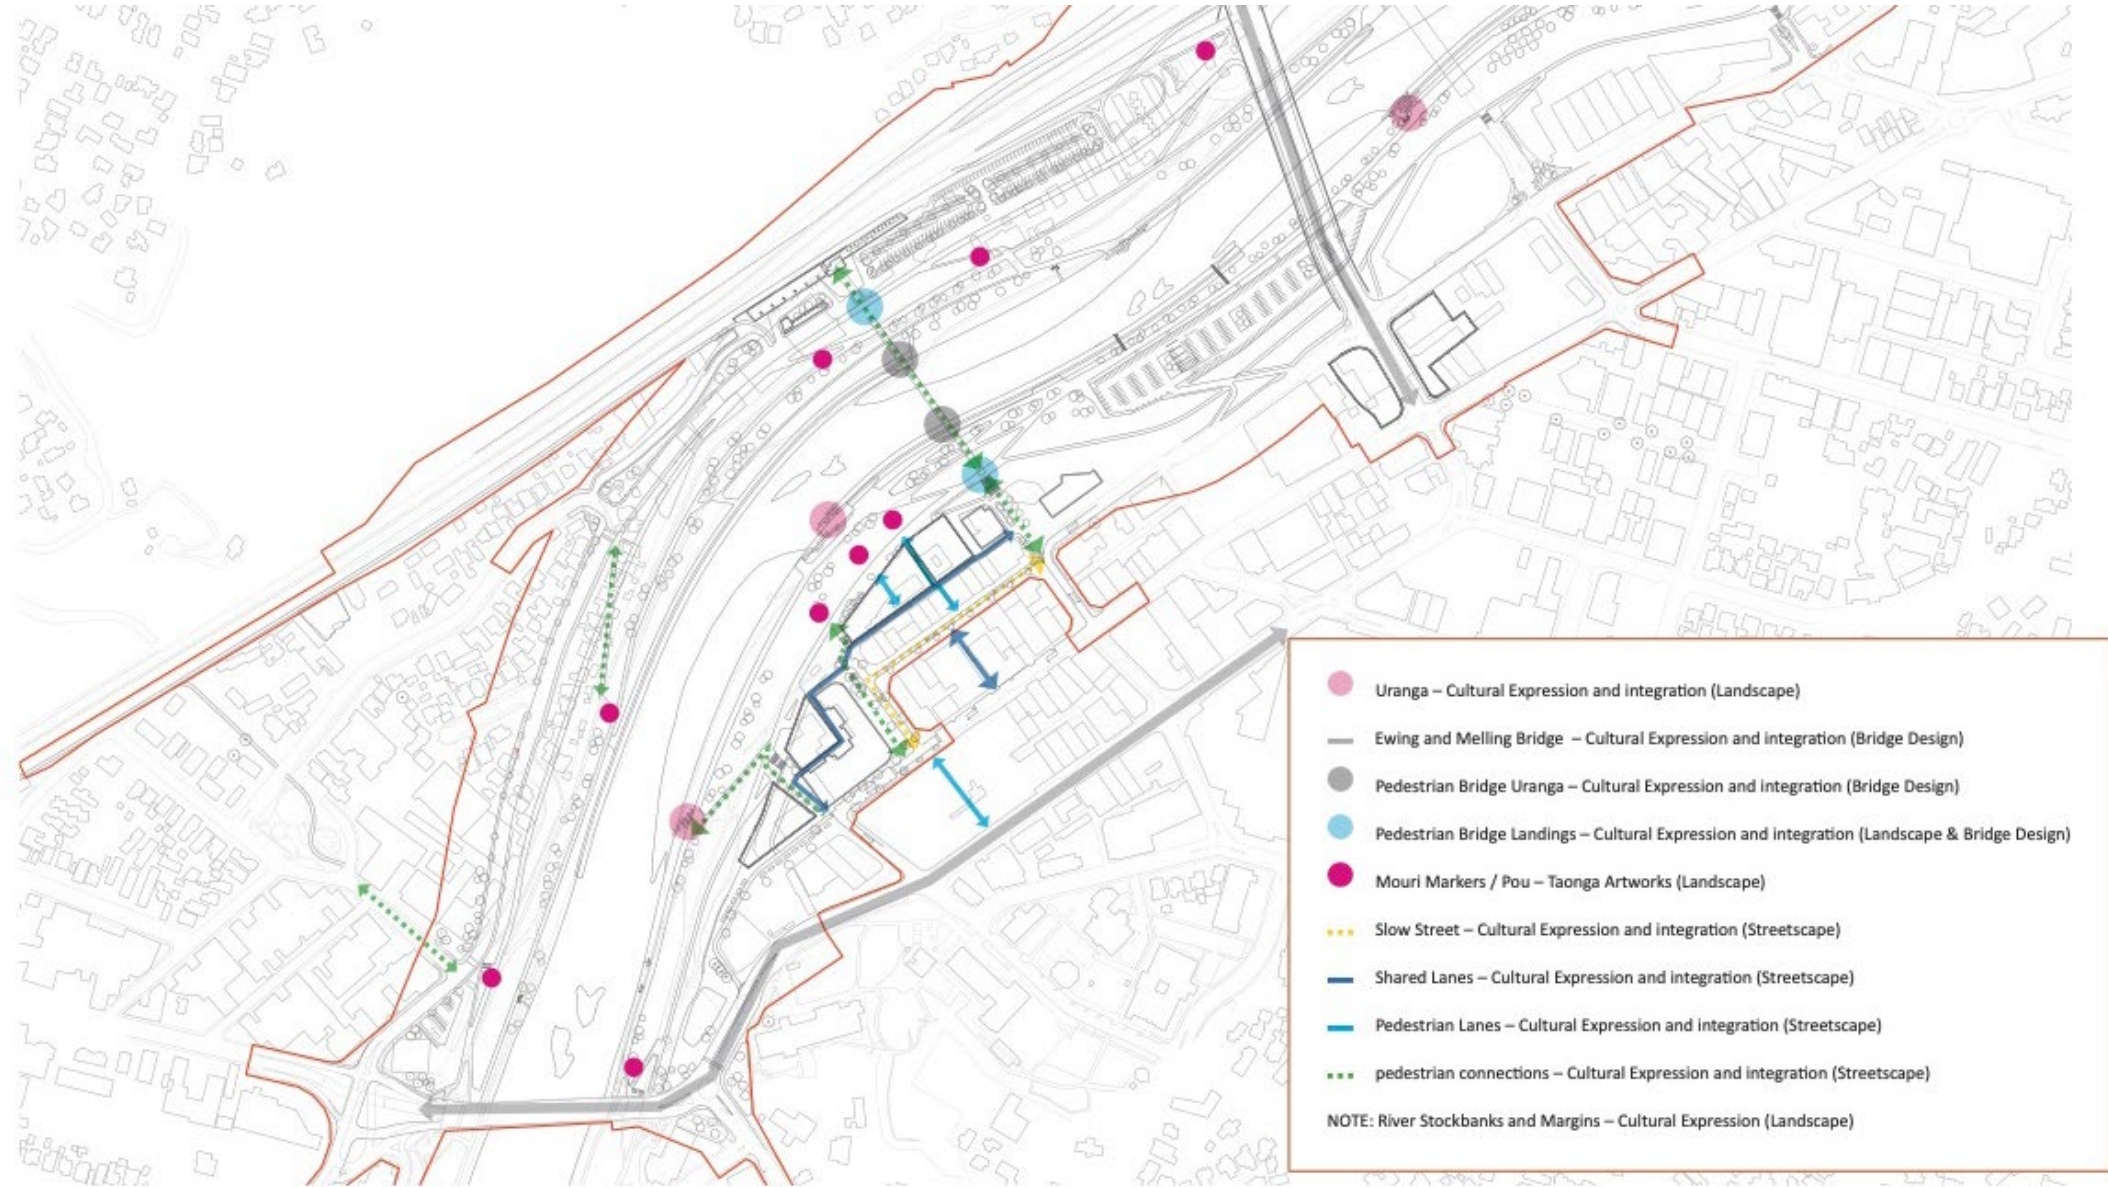 Uranga – Cultural Expression and integration (Landscape)
Ewing and Melling Bridge – Cultural Expression and integration (Bridge Design)
Pedestrian Bridge Uranga – Cultural Expression and integration (Bridge Design)
Pedestrian Bridge Landings – Cultural Expression and integration (Landscape & Bridge Design)
Mouri Markers / Pou – Taonga Artworks (Landscape)
Slow Street – Cultural Expression and integration (Streetscape)
Shared Lanes – Cultural Expression and integration (Streetscape)
Pedestrian Lanes – Cultural Expression and integration (Streetscape)
pedestrian connections – Cultural Expression and integration (Streetscape)
NOTE: River Stockbanks and Margins – Cultural Expression (Landscape)